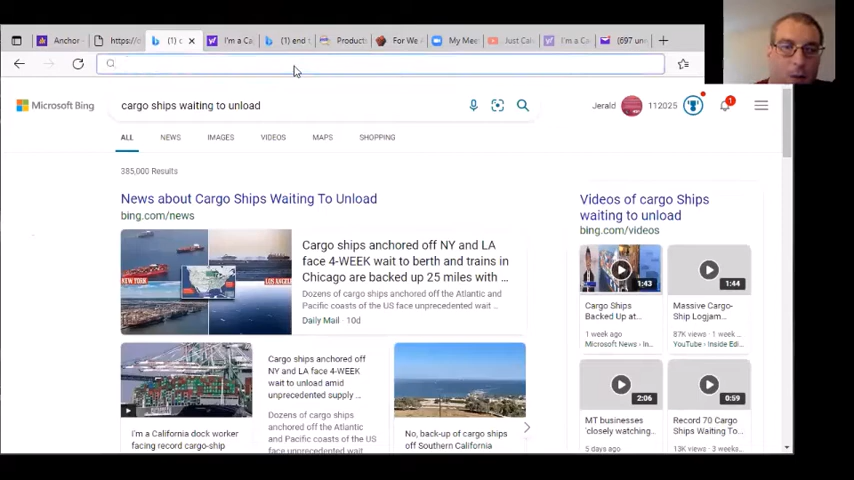 Anchor -
https://o
(1) c
I'm a Ca
(1) end t
Products
For We A
My Mee
Just Cal
I'm a C
(697 unr
Microsoft Bing
cargo ships waiting to unload
Jerald
112025
1
ALL
NEWS
IMAGES
VIDEOS
MAPS
SHOPPING
385,000 Results
News about Cargo Ships Waiting To Unload
bing.com/news
NEW YORK
LOS ANGELES
Cargo ships anchored off NY and LA
face 4-WEEK wait to berth and trains in
Chicago are backed up 25 miles with ...
Dozens of cargo ships anchored off the Atlantic and
Pacific coasts of the US face unprecedented wait ...
Daily Mail · 10d
I'm a California dock worker
facing record cargo-ship
Cargo ships anchored off
NY and LA face 4-WEEK
wait to unload amid
unprecedented supply ...
Dozens of cargo ships
anchored off the Atlantic
and Pacific coasts of the
No, back-up of cargo ships
off Southern California
Videos of cargo Ships
waiting to unload
bing.com/videos
1:43
Cargo Ships
Backed Up at...
1 week ago
Microsoft News › In...
1:44
Massive Cargo-
Ship Logjam...
87K views · 1 week ...
YouTube › Inside Edi...
2:06
MT businesses
'closely watching...
5 days ago
0:59
Record 70 Cargo
Ships Waiting To...
13K views · 3 weeks...